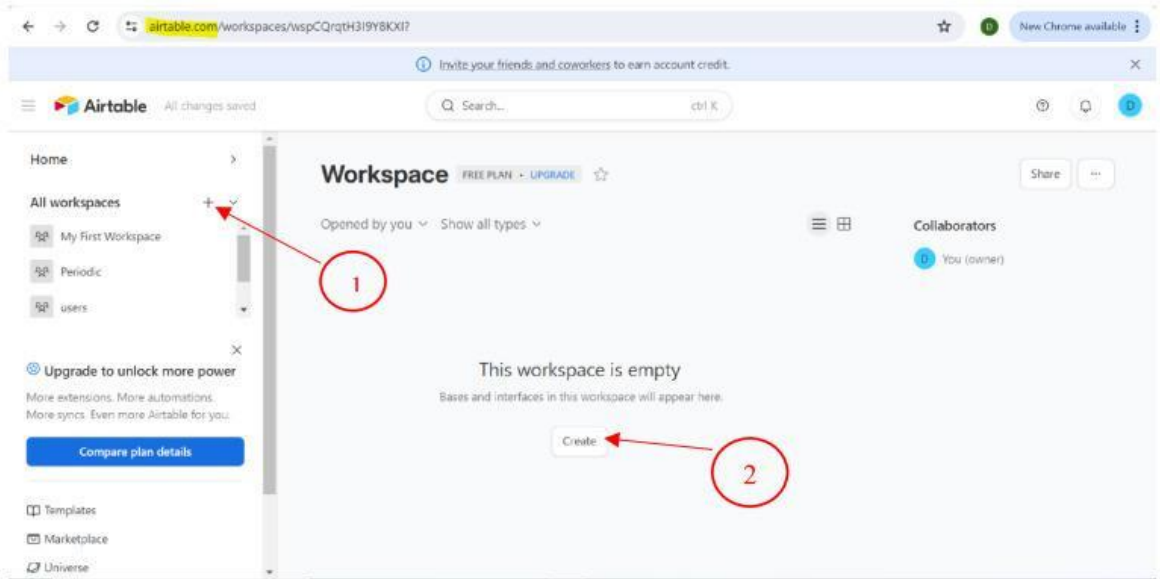 airtable.com/workspaces/wspCQrqtH3I9Y8KXI?
New Chrome available
Invite your friends and coworkers to earn account credit.
Airtable All changes saved
Search... ctrl K
D
Home
Workspace FREE PLAN • UPGRADE
Share ...
All workspaces
Opened by you Show all types
Collaborators
My First Workspace
D You (owner)
Periodic
1
users
Upgrade to unlock more power
This workspace is empty
More extensions. More automations.
Bases and interfaces in this workspace will appear here.
More syncs. Even more Airtable for you.
Create
Compare plan details
2
Templates
Marketplace
Universe